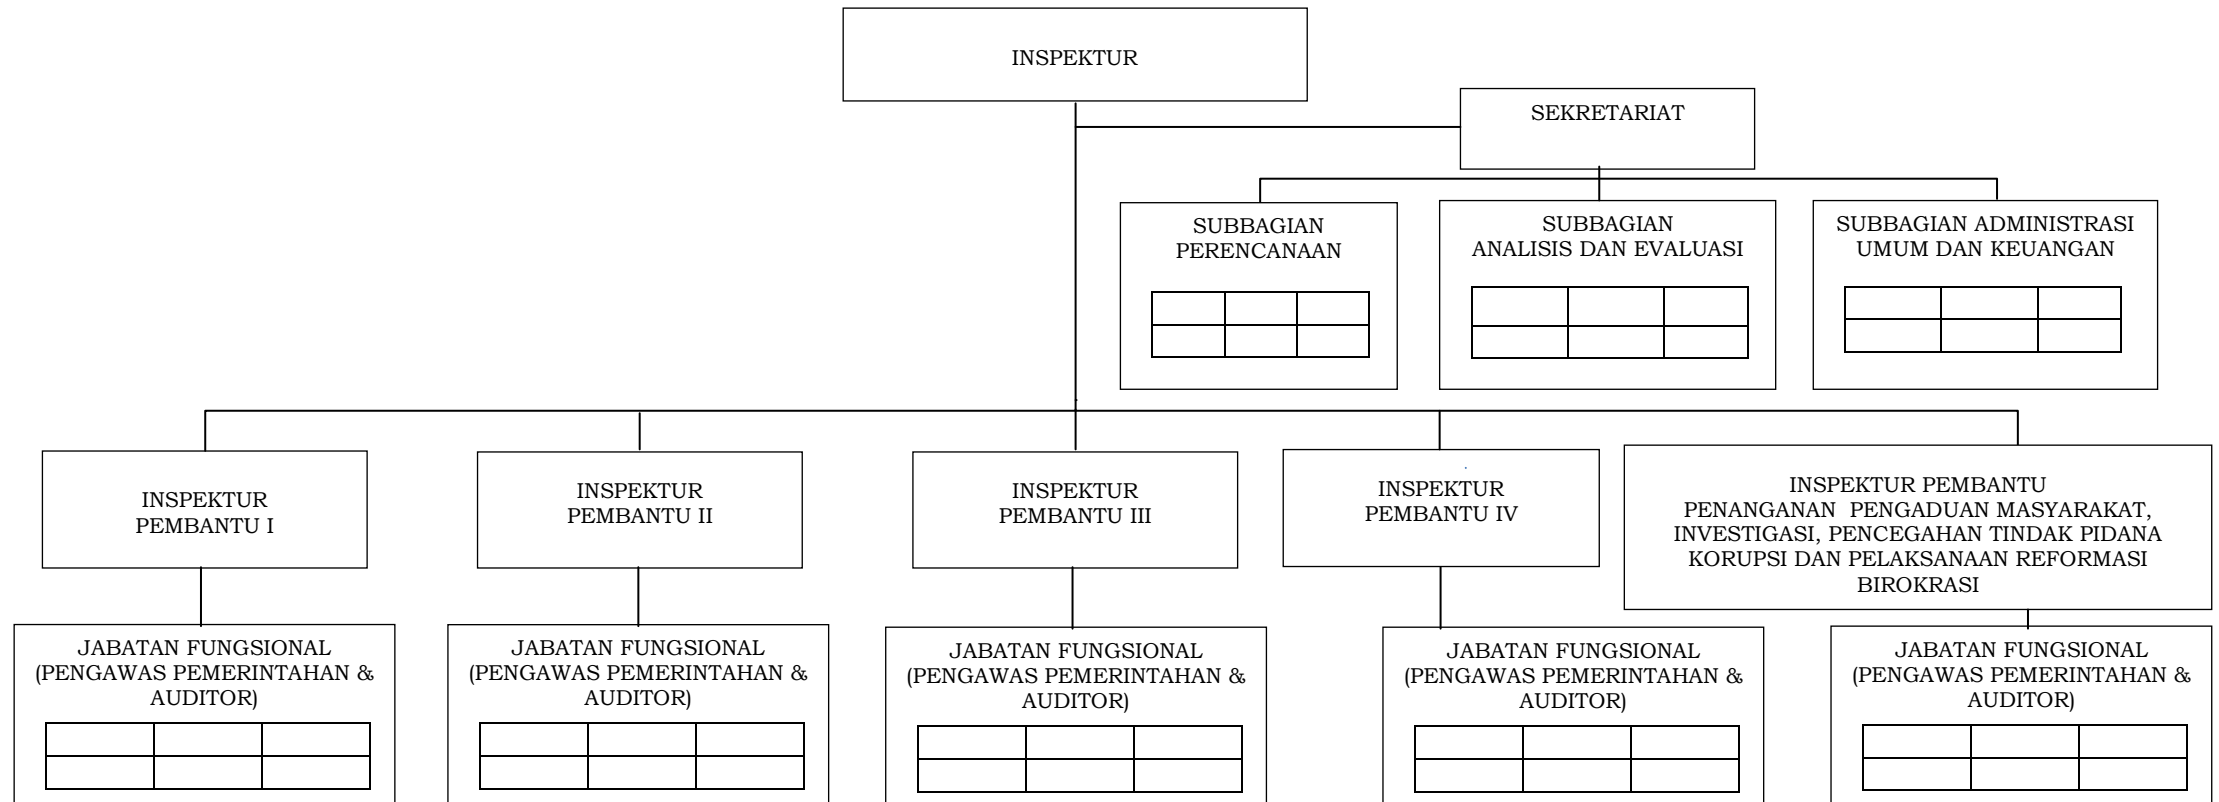 INSPEKTUR
SEKRETARIAT
SUBBAGIAN
PERENCANAAN
SUBBAGIAN
ANALISIS DAN EVALUASI
SUBBAGIAN ADMINISTRASI
UMUM DAN KEUANGAN
INSPEKTUR
PEMBANTU I
INSPEKTUR
PEMBANTU II
INSPEKTUR
PEMBANTU III
INSPEKTUR
PEMBANTU IV
INSPEKTUR PEMBANTU
PENANGANAN  PENGADUAN MASYARAKAT,
INVESTIGASI, PENCEGAHAN TINDAK PIDANA
KORUPSI DAN PELAKSANAAN REFORMASI
BIROKRASI
JABATAN FUNGSIONAL
(PENGAWAS PEMERINTAHAN &
AUDITOR)
JABATAN FUNGSIONAL
(PENGAWAS PEMERINTAHAN &
AUDITOR)
JABATAN FUNGSIONAL
(PENGAWAS PEMERINTAHAN &
AUDITOR)
JABATAN FUNGSIONAL
(PENGAWAS PEMERINTAHAN &
AUDITOR)
JABATAN FUNGSIONAL
(PENGAWAS PEMERINTAHAN &
AUDITOR)